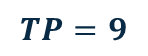 TP = 9